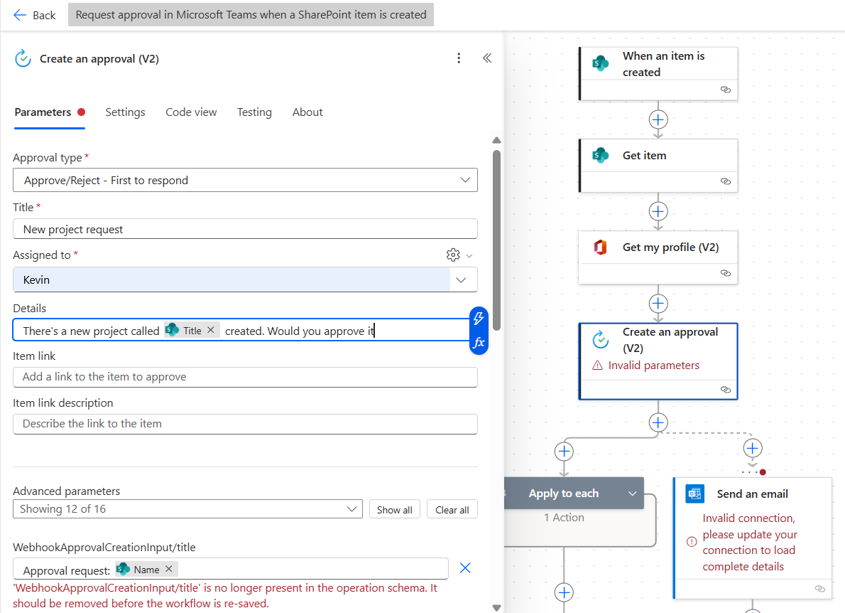 Back
Request approval in Microsoft Teams when a SharePoint item is created
Create an approval (V2)
Parameters
Settings
Code view
Testing
About
Approval type *
Approve/Reject - First to respond
Title *
New project request
Assigned to *
Kevin
Details
There's a new project called Title created. Would you approve it
fx
Item link
Add a link to the item to approve
Item link description
Describe the link to the item
Advanced parameters
Showing 12 of 16
Show all
Clear all
WebhookApprovalCreationInput/title
Approval request: Name
'WebhookApprovalCreationInput/title' is no longer present in the operation schema. It
should be removed before the workflow is re-saved.
When an item is
created
Get item
Get my profile (V2)
Create an approval
(V2)
Invalid parameters
Apply to each
1 Action
Send an email
Invalid connection,
please update your
connection to load
complete details